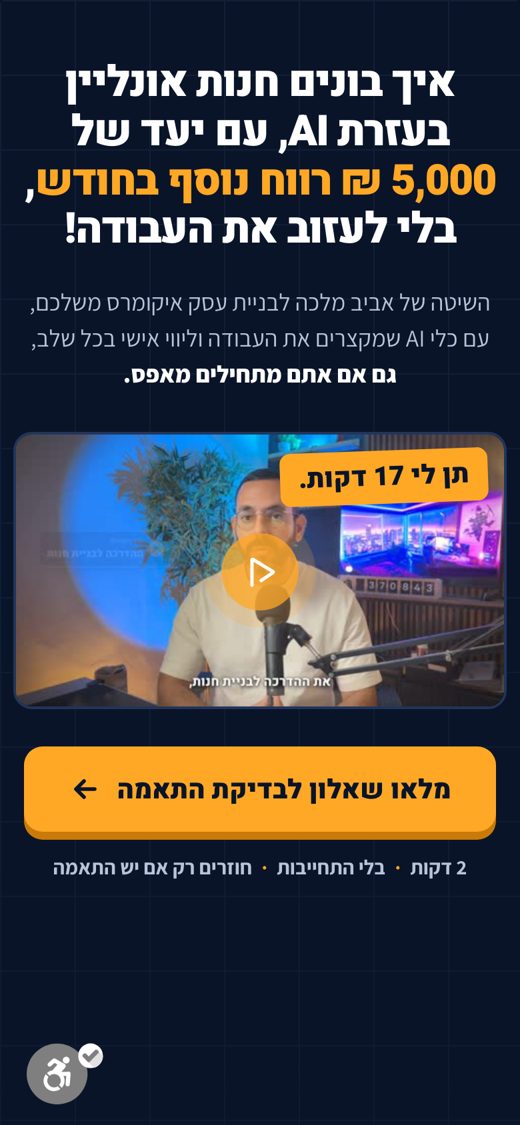 איך בונים חנות אונליין
בעזרת AI, עם יעד של
5,000 ₪ רווח נוסף בחודש,
בלי לעזוב את העבודה!
השיטה של אביב מלכה לבניית עסק איקומרס משלכם,
עם כלי AI שמקצרים את העבודה וליווי אישי בכל שלב,
גם אם אתם מתחילים מאפס.
תן לי 17 דקות.
370843
את ההדרכה לבניית חנות,
מלאו שאלון לבדיקת התאמה ←
2 דקות • בלי התחייבות • חוזרים רק אם יש התאמה